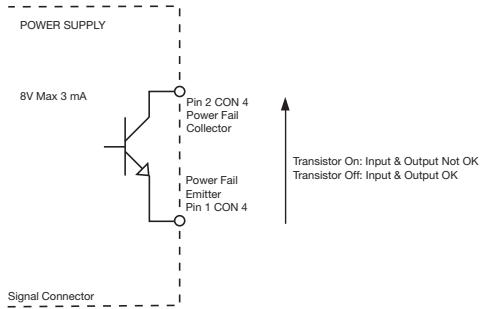 POWER SUPPLY
8V Max 3 mA
Pin 2 CON 4
Power Fail
Collector
Transistor On: Input & Output Not OK
Transistor Off: Input & Output OK
Power Fail
Emitter
Pin 1 CON 4
Signal Connector